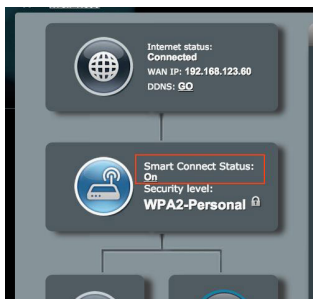 Internet status:
Connected
WAN IP: 192.168.123.60
DDNS: GO
Smart Connect Status:
On
Security level:
WPA2-Personal